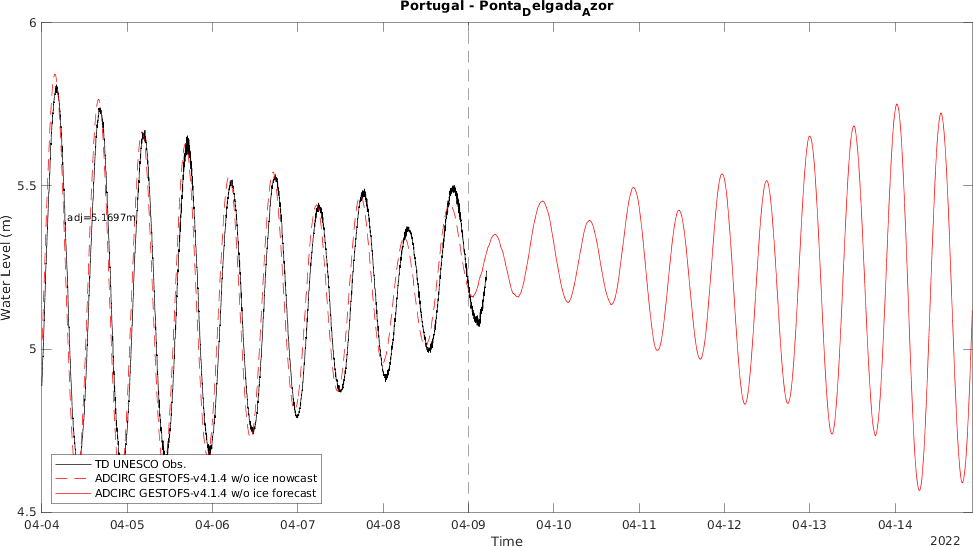 Portugal - PontaDelgadaAzor
6
5.5
5
4.5
Water Level (m)
adj=5.1697m
TD UNESCO Obs.
ADCIRC GESTOFS-v4.1.4 w/o ice nowcast
ADCIRC GESTOFS-v4.1.4 w/o ice forecast
04-04 04-05 04-06 04-07 04-08 04-09 04-10 04-11 04-12 04-13 04-14
Time
2022